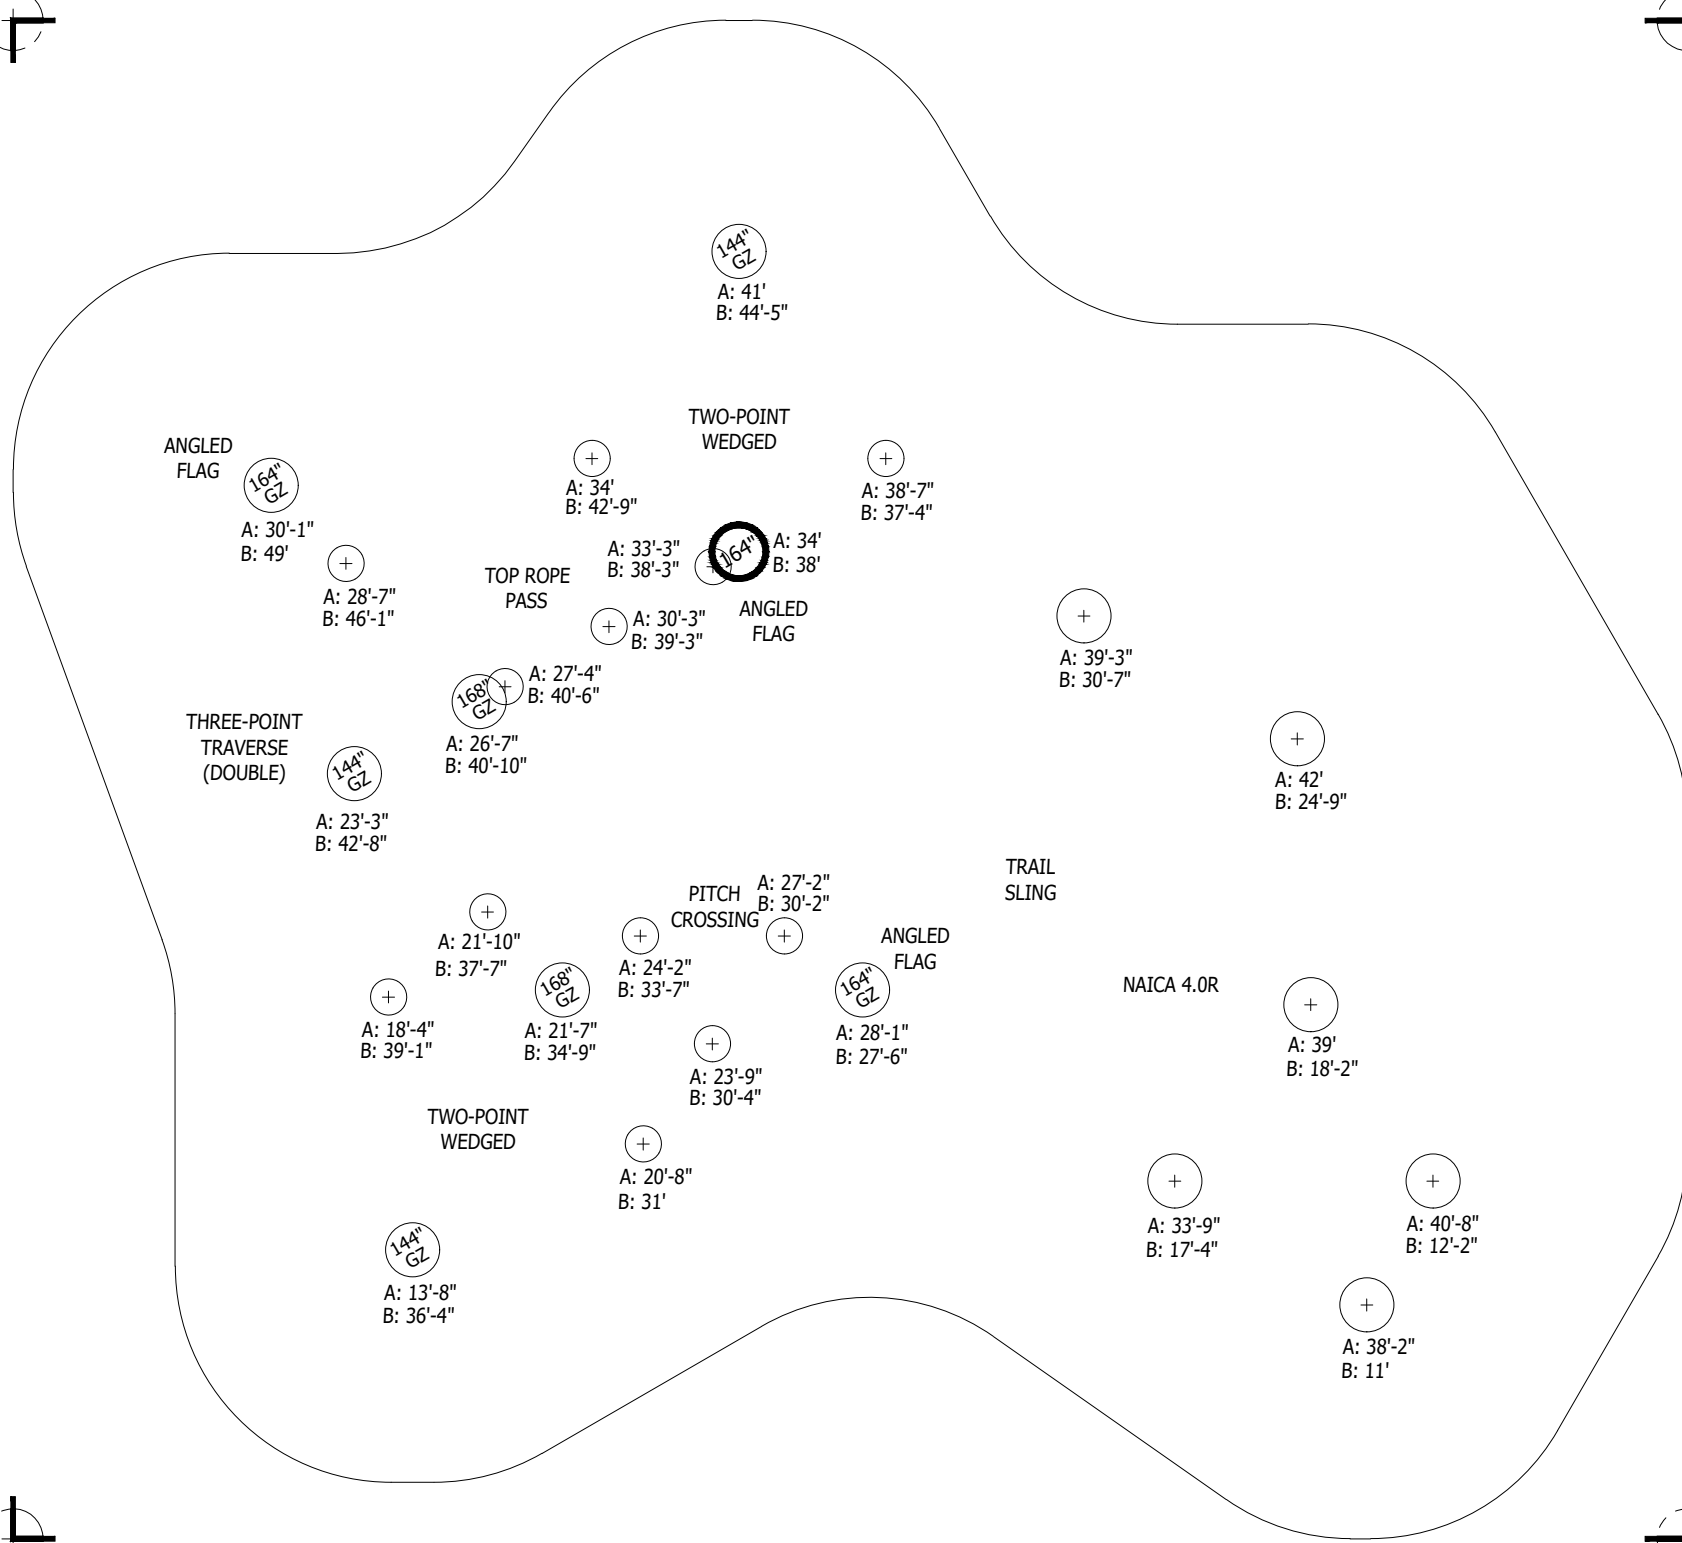 144"
GZ
A: 41'
B: 44'-5"
TWO-POINT
WEDGED
ANGLED
FLAG
164"
GZ
A: 30'-1"
B: 49'
A: 34'
B: 42'-9"
A: 38'-7"
B: 37'-4"
A: 28'-7"
B: 46'-1"
TOP ROPE
PASS
A: 33'-3"
B: 38'-3"
164"
A: 34'
B: 38'
ANGLED
FLAG
A: 30'-3"
B: 39'-3"
A: 39'-3"
B: 30'-7"
A: 27'-4"
B: 40'-6"
168"
GZ
A: 26'-7"
B: 40'-10"
THREE-POINT
TRAVERSE
(DOUBLE)
144"
GZ
A: 23'-3"
B: 42'-8"
A: 42'
B: 24'-9"
TRAIL
SLING
PITCH
CROSSING
A: 27'-2"
B: 30'-2"
A: 21'-10"
B: 37'-7"
A: 24'-2"
B: 33'-7"
ANGLED
FLAG
164"
GZ
A: 28'-1"
B: 27'-6"
NAICA 4.0R
168"
GZ
A: 21'-7"
B: 34'-9"
A: 18'-4"
B: 39'-1"
A: 39'
B: 18'-2"
A: 23'-9"
B: 30'-4"
TWO-POINT
WEDGED
A: 20'-8"
B: 31'
A: 33'-9"
B: 17'-4"
A: 40'-8"
B: 12'-2"
144"
GZ
A: 13'-8"
B: 36'-4"
A: 38'-2"
B: 11'